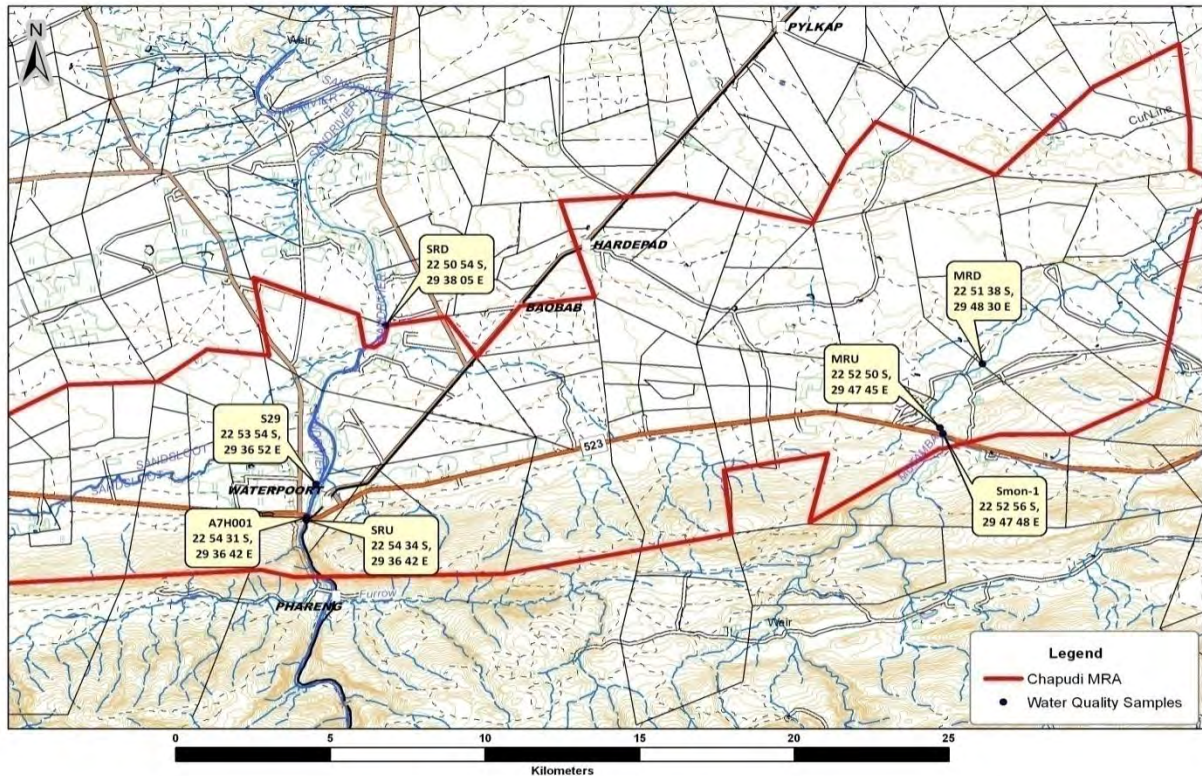 N
Weir
PYLKAP
Cut Line
HARDEPAD
SRD
22 50 54 S,
29 38 05 E
BAOBAB
MRD
22 51 38 S,
29 48 30 E
MRU
22 52 50 S,
29 47 45 E
S29
22 53 54 S,
29 36 52 E
523
SANDSLOOT
WATERPOORT
A7H001
22 54 31 S,
29 36 42 E
SRU
22 54 34 S,
29 36 42 E
Smon-1
22 52 56 S,
29 47 48 E
Furrow
PHARENG
Weir
Legend
Chapudi MRA
Water Quality Samples
0 5 10 15 20 25
Kilometers